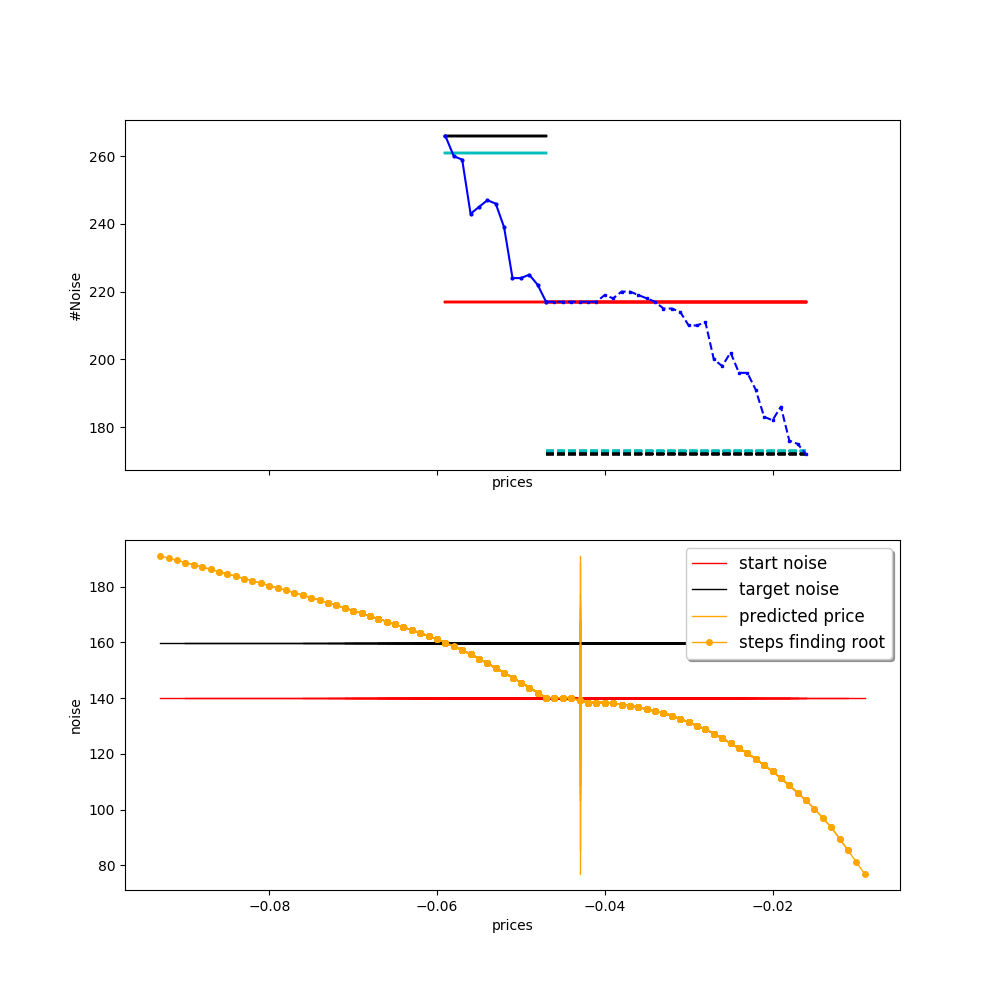 260
240
220
200
180
#Noise
prices
180
160
140
120
100
80
noise
start noise
target noise
predicted price
steps finding root
−0.08
−0.06
−0.04
−0.02
prices